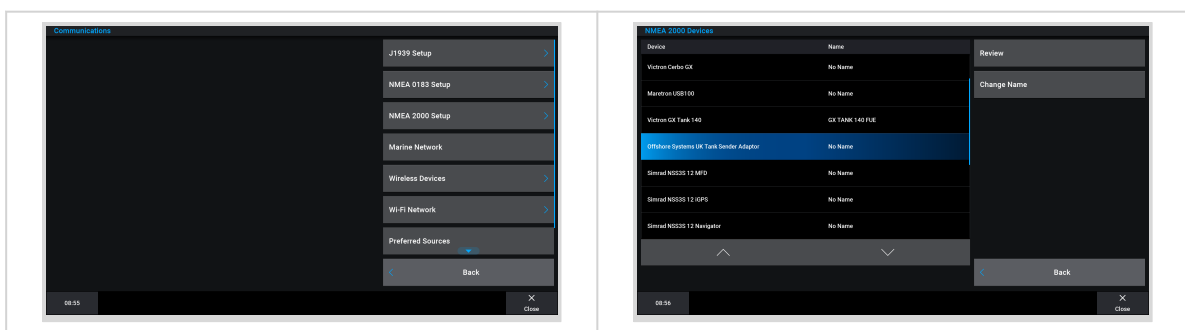 Communications
J1939 Setup
NMEA 0183 Setup
NMEA 2000 Setup
Marine Network
Wireless Devices
Wi-Fi Network
Preferred Sources
Back
08:55
Close
NMEA 2000 Devices
Device Name
Victron Cerbo GX No Name
Maretron USB100 No Name
Victron GX Tank 140 GX TANK 140 FUE
Offshore Systems UK Tank Sender Adaptor No Name
Simrad NSS3S 12 MFD No Name
Simrad NSS3S 12 iGPS No Name
Simrad NSS3S 12 Navigator No Name
Review
Change Name
Back
08:56
Close